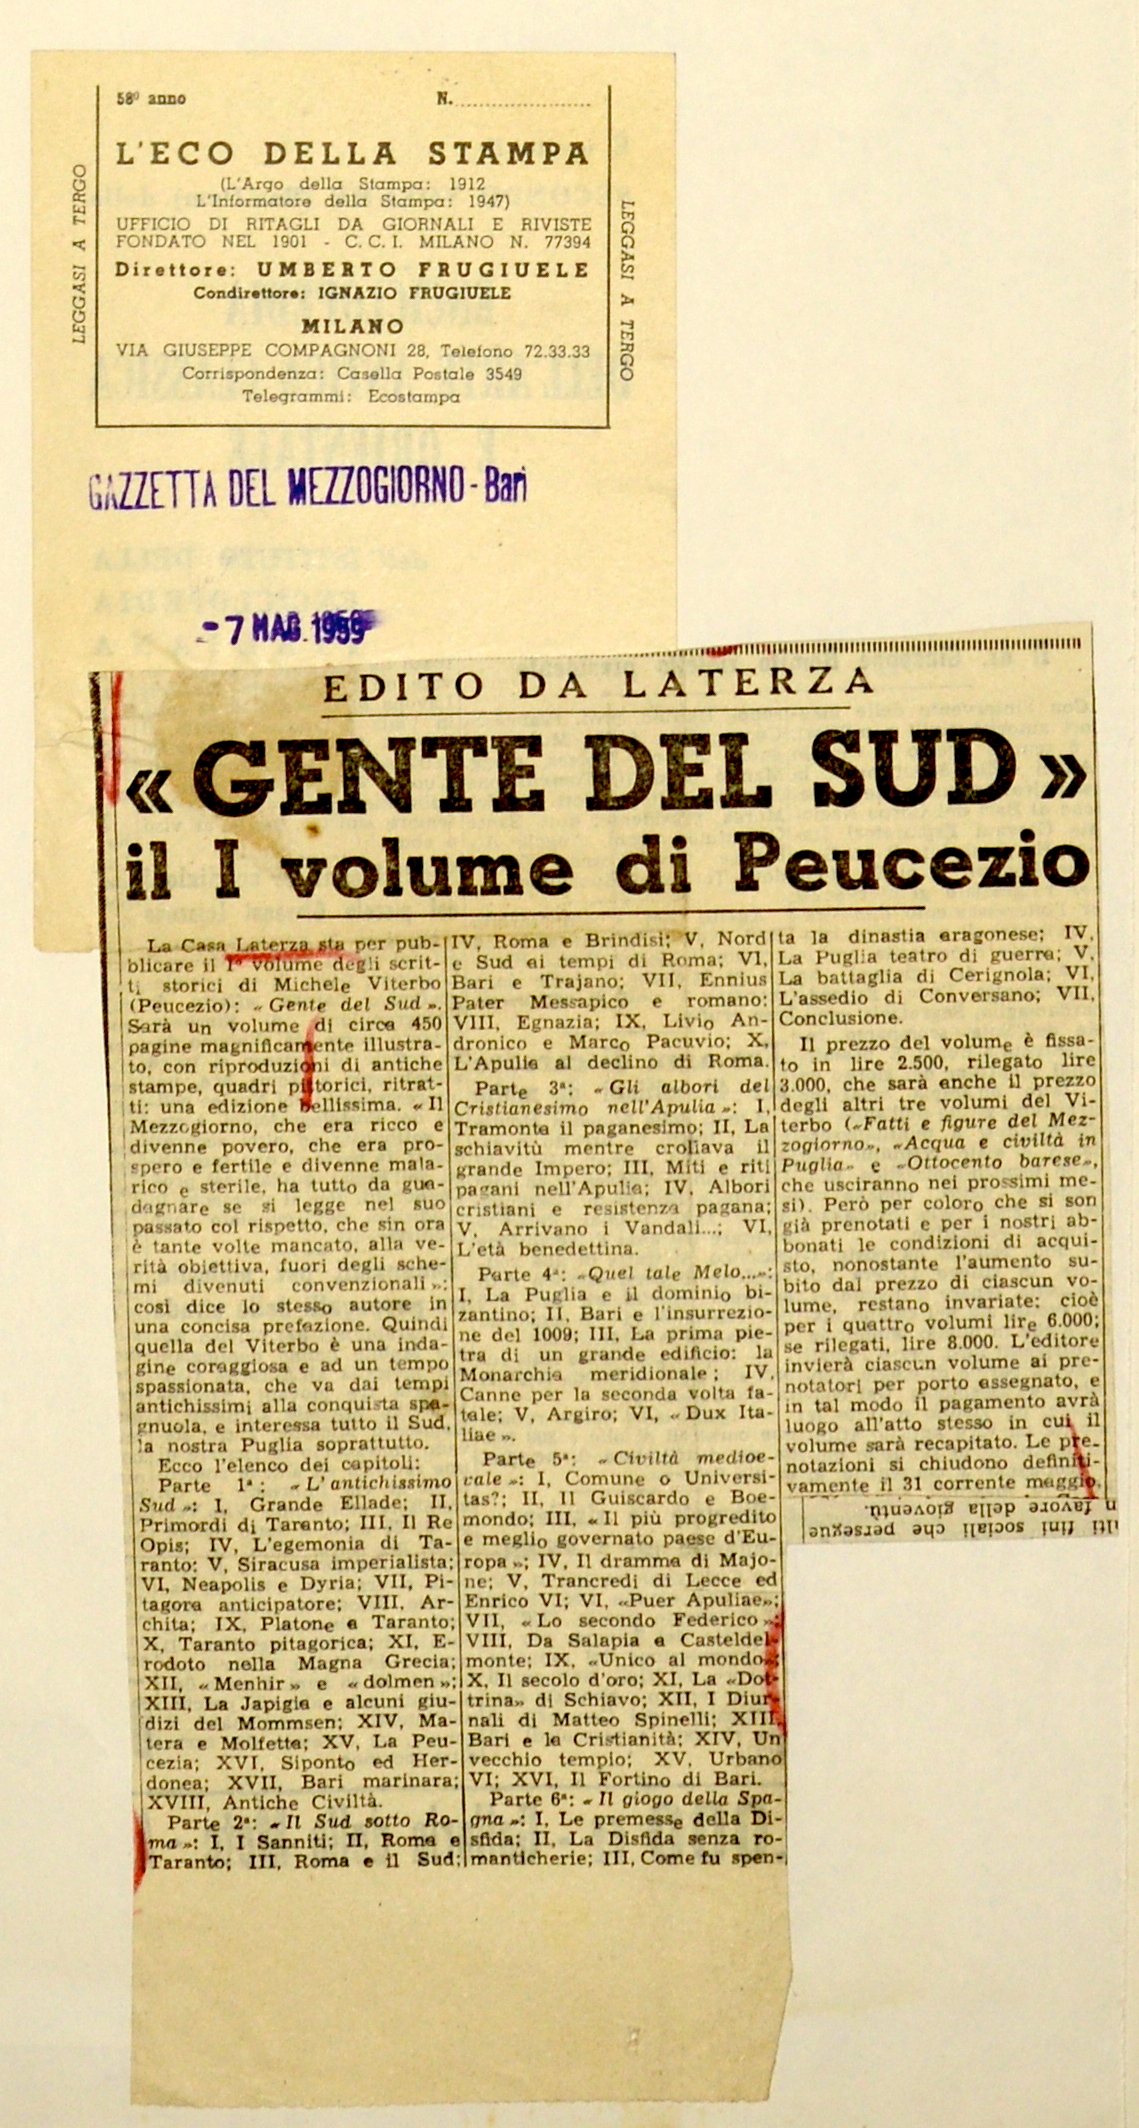 58º anno N.
L'ECO DELLA STAMPA
(L'Argo della Stampa: 1912
L'Informatore della Stampa: 1947)
UFFICIO DI RITAGLI DA GIORNALI E RIVISTE
FONDATO NEL 1901 - C. C. I. MILANO N. 77394
Direttore: UMBERTO FRUGIUELE
Condirettore: IGNAZIO FRUGIUELE
MILANO
VIA GIUSEPPE COMPAGNONI 28, Telefono 72.33.33
Corrispondenza: Casella Postale 3549
Telegrammi: Ecostampa
LEGGASI A TERGO
LEGGASI A TERGO
GAZZETTA DEL MEZZOGIORNO - Bari
- 7 MAG. 1959
EDITO DA LATERZA
« GENTE DEL SUD »
il I volume di Peucezio
La Casa Laterza sta per pub-
blicare il 1º volume degli scrit-
ti storici di Michele Viterbo
(Peucezio): « Gente del Sud ».
Sarà un volume di circa 450
pagine magnificamente illustra-
to, con riproduzioni di antiche
stampe, quadri pittorici, ritrat-
ti: una edizione bellissima. « Il
Mezzogiorno, che era ricco e
divenne povero, che era pro-
spero e fertile e divenne mala-
rico e sterile, ha tutto da gua-
dagnare se si legge nel suo
passato col rispetto, che sin ora
è tante volte mancato, alla ve-
rità obiettiva, fuori degli sche-
mi divenuti convenzionali »:
così dice lo stesso autore in
una concisa prefazione. Quindi
quella del Viterbo è una inda-
gine coraggiosa e ad un tempo
spassionata, che va dai tempi
antichissimi alla conquista spa-
gnuola, e interessa tutto il Sud,
la nostra Puglia soprattutto.
Ecco l'elenco dei capitoli:
Parte 1ª: « L'antichissimo
Sud »: I, Grande Ellade; II,
Primordi di Taranto; III, Il Re
Opis; IV, L'egemonia di Ta-
ranto; V, Siracusa imperialista;
VI, Neapolis e Dyria; VII, Pi-
tagora anticipatore; VIII, Ar-
chita; IX, Platone a Taranto;
X, Taranto pitagorica; XI, E-
rodoto nella Magna Grecia;
XII, « Menhir » e « dolmen »;
XIII, La Japigia e alcuni giu-
dizi del Mommsen; XIV, Ma-
tera e Molfetta; XV, La Peu-
cezia; XVI, Siponto ed Her-
donea; XVII, Bari marinara;
XVIII, Antiche Civiltà.
Parte 2ª: « Il Sud sotto Ro-
ma »: I, I Sanniti; II, Roma e
Taranto; III, Roma e il Sud;
IV, Roma e Brindisi; V, Nord
e Sud ai tempi di Roma; VI,
Bari e Trajano; VII, Ennius
Pater Messapico e romano;
VIII, Egnazia; IX, Livio An-
dronico e Marco Pacuvio; X,
L'Apulia al declino di Roma.
Parte 3ª: « Gli albori del
Cristianesimo nell'Apulia »: I,
Tramonta il paganesimo; II, La
schiavitù mentre crollava il
grande Impero; III, Miti e riti
pagani nell'Apulia; IV, Albori
cristiani e resistenza pagana;
V, Arrivano i Vandali...; VI,
L'età benedettina.
Parte 4ª: «Quel tale Melo...»:
I, La Puglia e il dominio bi-
zantino; II, Bari e l'insurrezio-
ne del 1009; III, La prima pie-
tra di un grande edificio: la
Monarchia meridionale; IV,
Canne per la seconda volta fa-
tale; V, Argiro; VI, « Dux Ita-
liae ».
Parte 5ª: « Civiltà medioe-
vale »: I, Comune o Universi-
tas?; II, Il Guiscardo e Boe-
mondo; III, « Il più progredito
e meglio governato paese d'Eu-
ropa »; IV, Il dramma di Majo-
ne; V, Trancredi di Lecce ed
Enrico VI; VI, «Puer Apuliae»;
VII, « Lo secondo Federico »;
VIII, Da Salapia a Casteldel-
monte; IX, «Unico al mondo»;
X, Il secolo d'oro; XI, La «Dot-
trina» di Schiavo; XII, I Diur-
nali di Matteo Spinelli; XIII,
Bari e la Cristianità; XIV, Un
vecchio tempio; XV, Urbano
VI; XVI, Il Fortino di Bari.
Parte 6ª: « Il giogo della Spa-
gna »: I, Le premesse della Di-
sfida; II, La Disfida senza ro-
manticherie; III, Come fu spen-
ta la dinastia aragonese; IV,
La Puglia teatro di guerra; V,
La battaglia di Cerignola; VI,
L'assedio di Conversano; VII,
Conclusione.
Il prezzo del volume è fissa-
to in lire 2.500, rilegato lire
3.000, che sarà anche il prezzo
degli altri tre volumi del Vi-
terbo («Fatti e figure del Mez-
zogiorno», «Acqua e civiltà in
Puglia» e «Ottocento barese»,
che usciranno nei prossimi me-
si). Però per coloro che si son
già prenotati e per i nostri ab-
bonati le condizioni di acqui-
sto, nonostante l'aumento su-
bito dal prezzo di ciascun vo-
lume, restano invariate: cioè
per i quattro volumi lire 6.000;
se rilegati, lire 8.000. L'editore
invierà ciascun volume ai pre-
notatori per porto assegnato, e
in tal modo il pagamento avrà
luogo all'atto stesso in cui il
volume sarà recapitato. Le pre-
notazioni si chiudono definiti-
vamente il 31 corrente maggio.
lti fini sociali che persegue
n favore della gioventù.